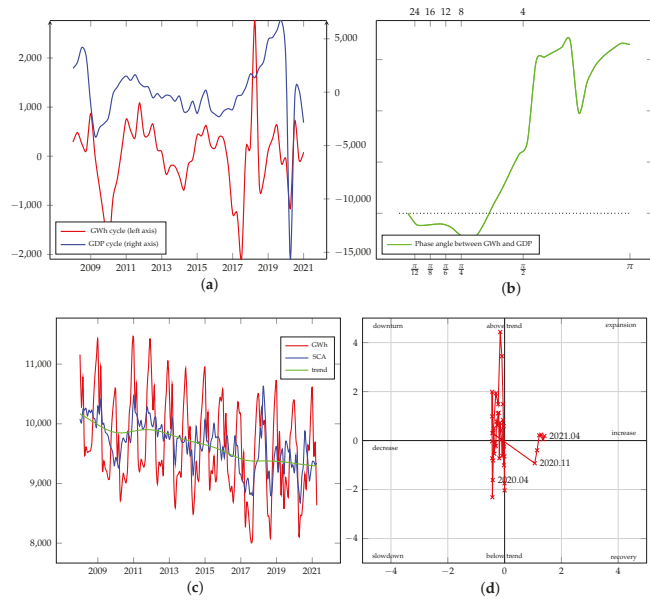 24 16 12 8 4
2,000
1,000
0
−1,000
−2,000
5,000
0
−5,000
−10,000
−15,000
GWh cycle (left axis)
GDP cycle (right axis)
2009 2011 2013 2015 2017 2019 2021
(a)
Phase angle between GWh and GDP
π/12 π/8 π/6 π/4 π/2 π
(b)
11,000
10,000
9,000
8,000
GWh
SCA
trend
2009 2011 2013 2015 2017 2019 2021
(c)
downturn above trend expansion
4
2
0
−2
−4
increase
decrease
2021.04
2020.11
2020.04
slowdown below trend recovery
−4 −2 0 2 4
(d)